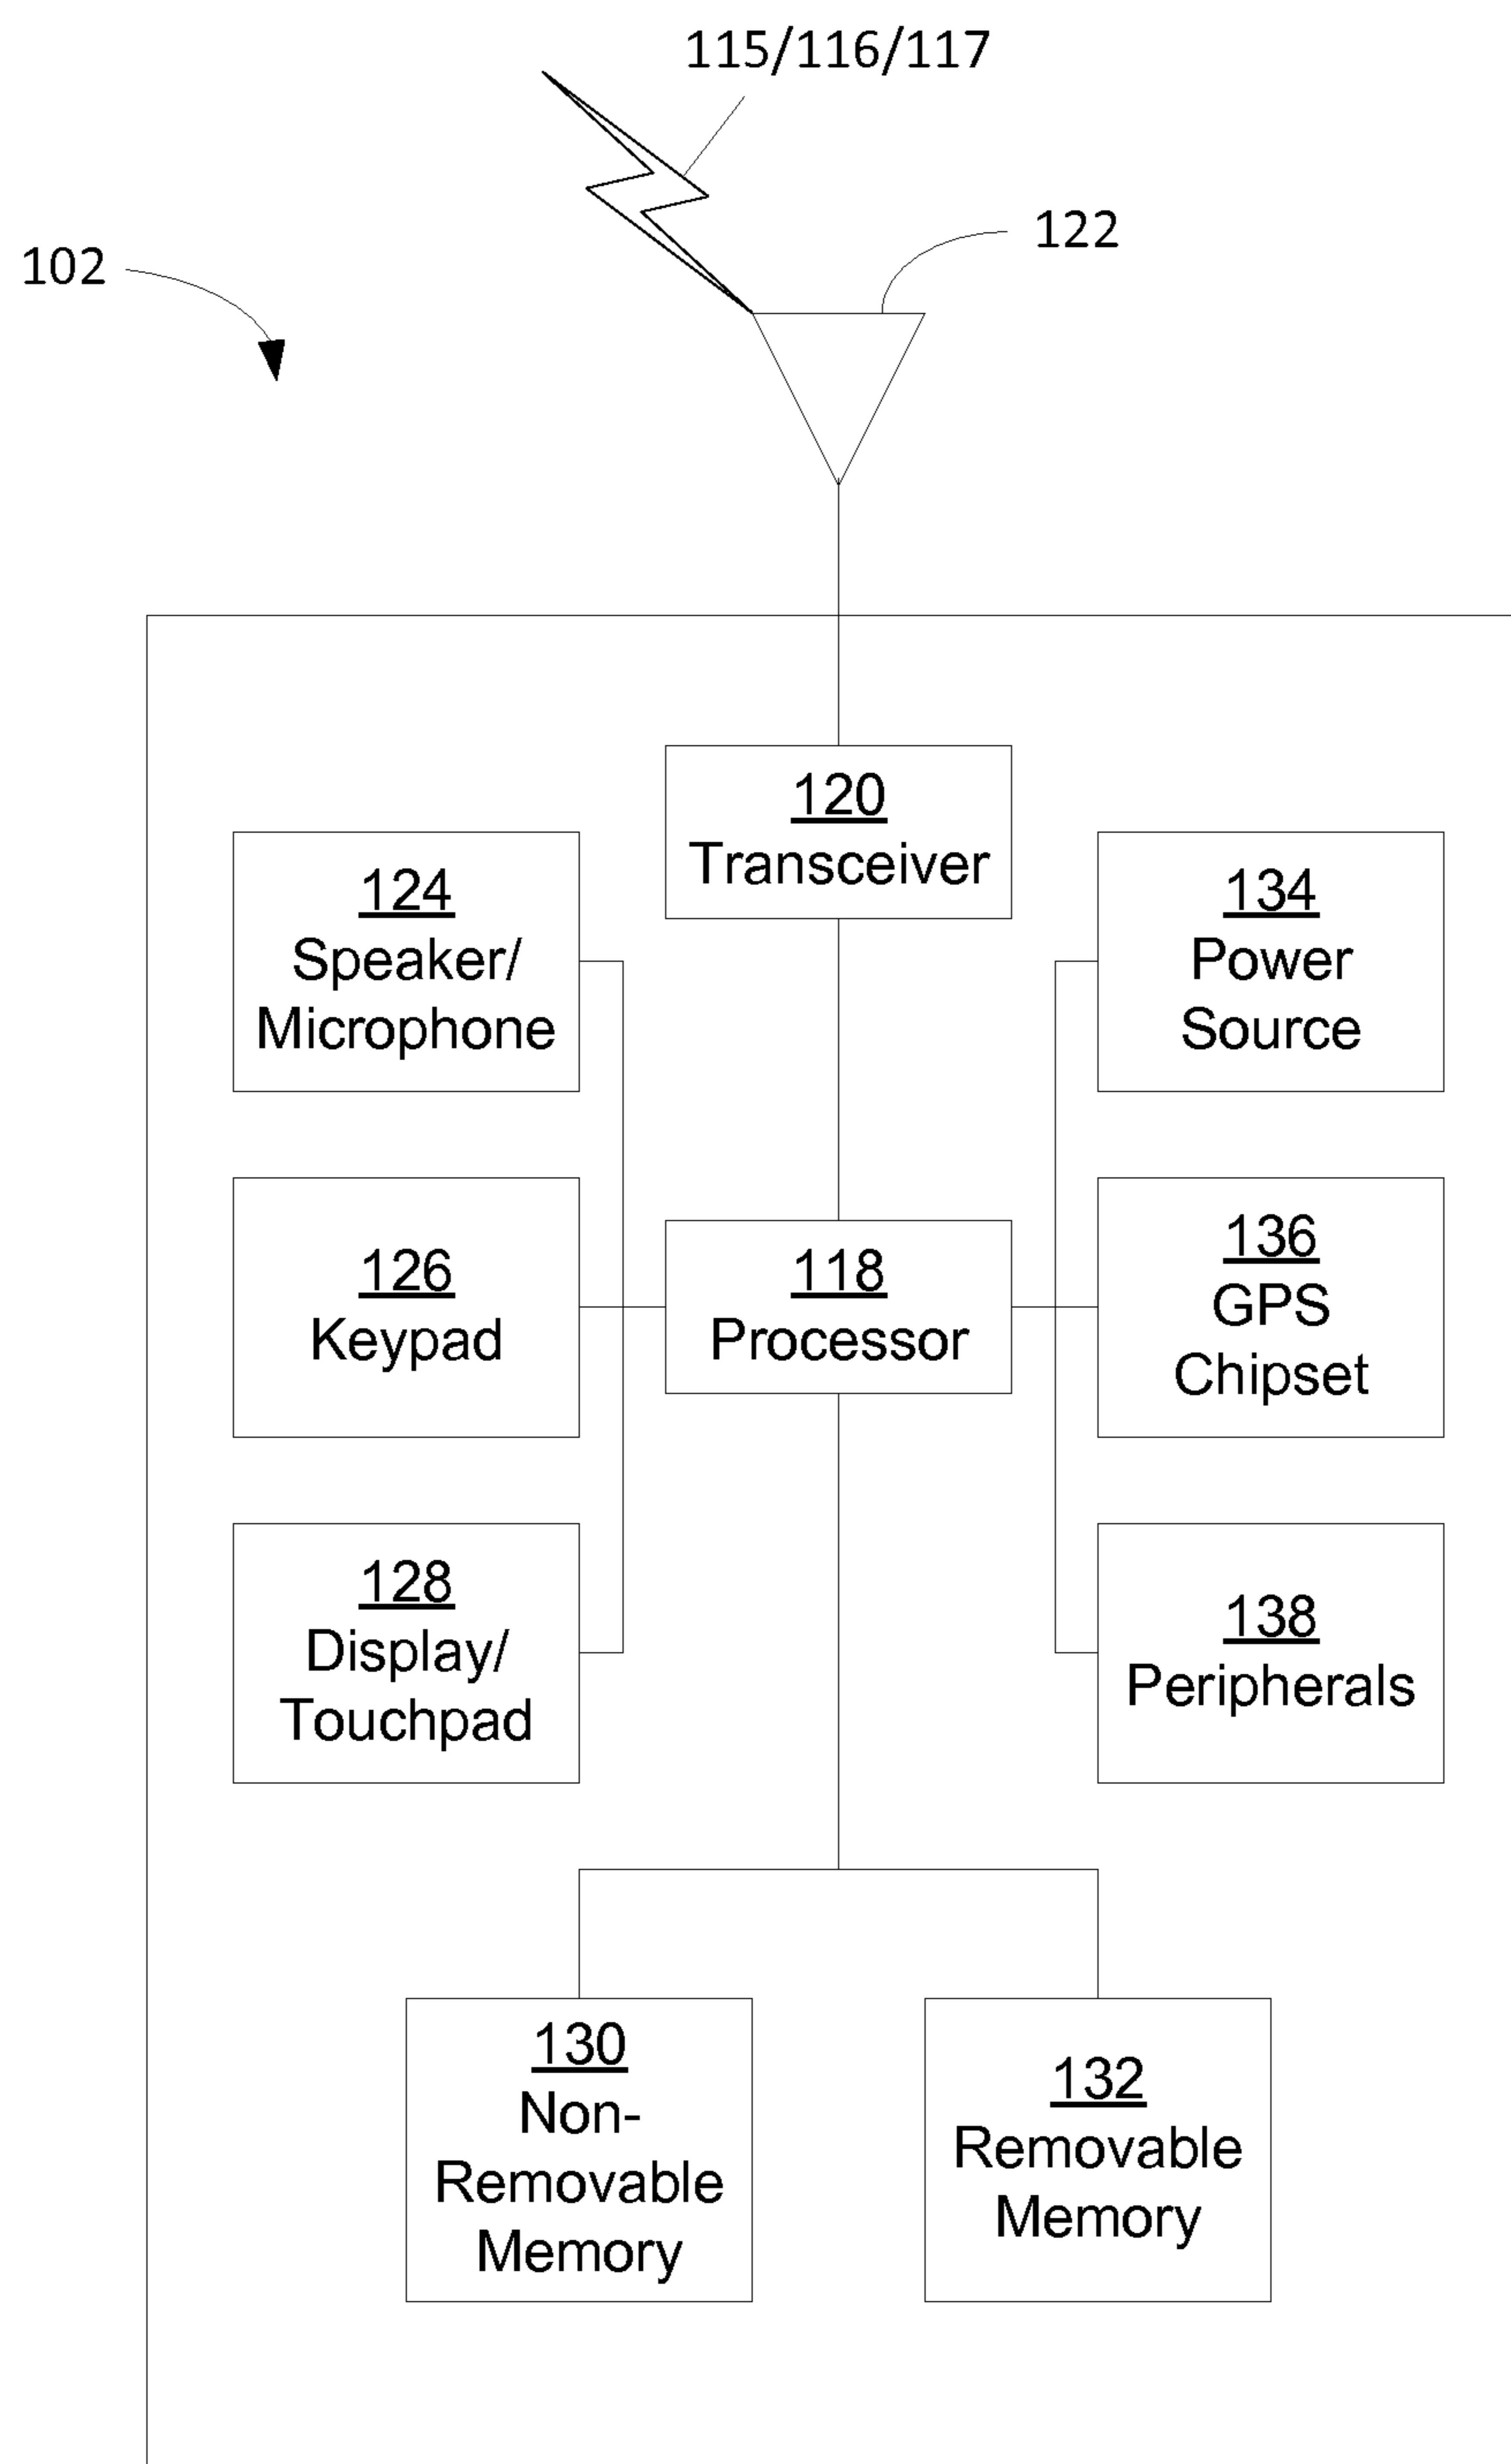 115/116/117
122
102
120
Transceiver
124
Speaker/
Microphone
134
Power
Source
126
Keypad
118
Processor
136
GPS
Chipset
128
Display/
Touchpad
138
Peripherals
130
Non-
Removable
Memory
132
Removable
Memory